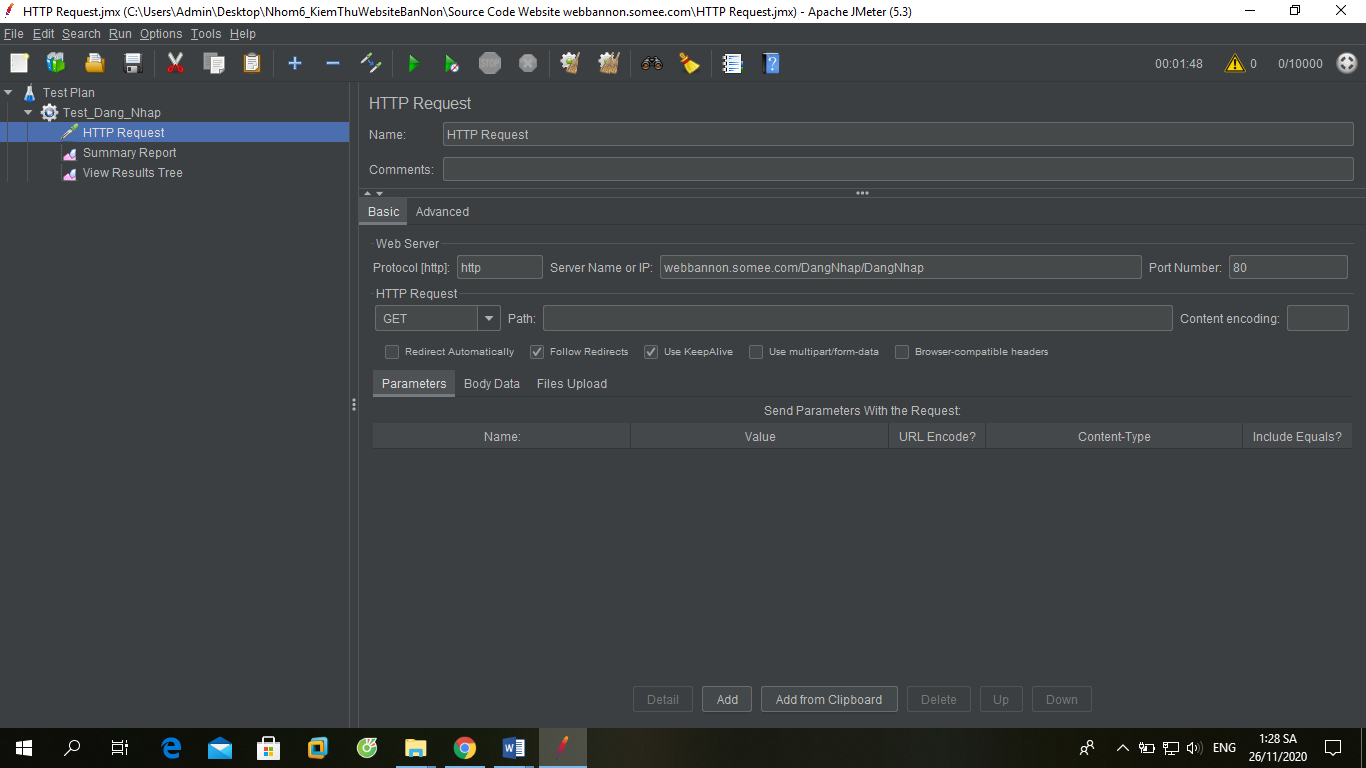 HTTP Request.jmx (C:\Users\Admin\Desktop\Nhom6_KiemThuWebsiteBanNon\Source Code Website webbannon.somee.com\HTTP Request.jmx) - Apache JMeter (5.3)
File Edit Search Run Options Tools Help
STOP 00:01:48 0 0/10000
Test Plan
Test_Dang_Nhap
HTTP Request
Summary Report
View Results Tree
HTTP Request
Name: HTTP Request
Comments:
Basic Advanced
Web Server
Protocol [http]: http Server Name or IP: webbannon.somee.com/DangNhap/DangNhap Port Number: 80
HTTP Request
GET Path: Content encoding:
Redirect Automatically Follow Redirects Use KeepAlive Use multipart/form-data Browser-compatible headers
Parameters Body Data Files Upload
Send Parameters With the Request:
Name: Value URL Encode? Content-Type Include Equals?
Detail Add Add from Clipboard Delete Up Down
ENG 1:28 SA
26/11/2020